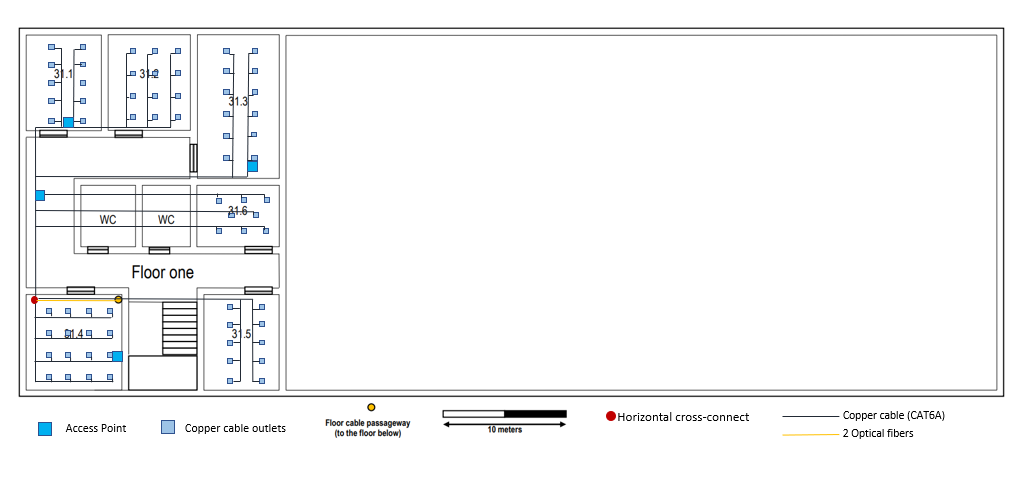 31.1
31.2
31.3
WC
WC
31.6
Floor one
31.4
31.5
Access Point
Copper cable outlets
Floor cable passageway
(to the floor below)
10 meters
Horizontal cross-connect
Copper cable (CAT6A)
2 Optical fibers